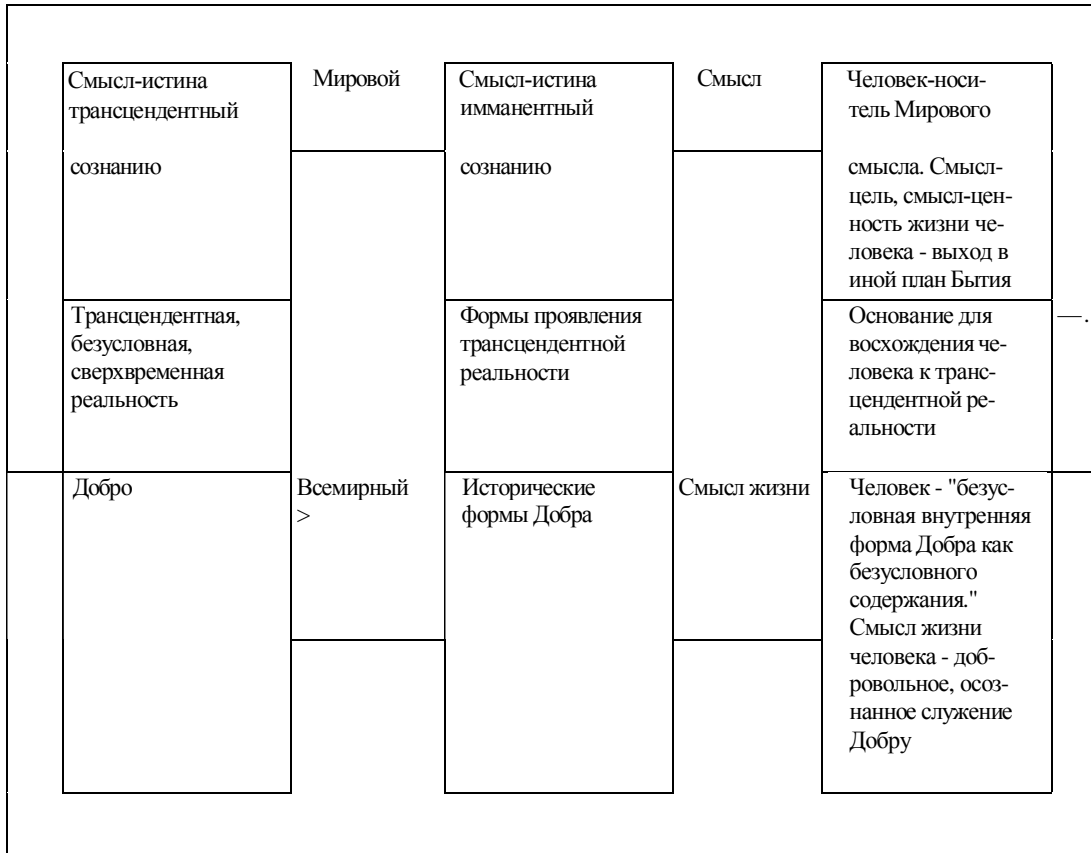 Смысл-истина
трансцендентный
сознанию
Мировой
Смысл-истина
имманентный
сознанию
Смысл
Человек-носи-
тель Мирового
смысла. Смысл-
цель, смысл-цен-
ность жизни че-
ловека - выход в
иной план Бытия
Трансцендентная,
безусловная,
сверхвременная
реальность
Формы проявления
трансцендентной
реальности
Основание для
восхождения че-
ловека к транс-
цендентной ре-
альности
—.
Добро
Всемирный
>
Исторические
формы Добра
Смысл жизни
Человек - "безус-
ловная внутренняя
форма Добра как
безусловного
содержания."
Смысл жизни
человека - доб-
ровольное, осоз-
нанное служение
Добру